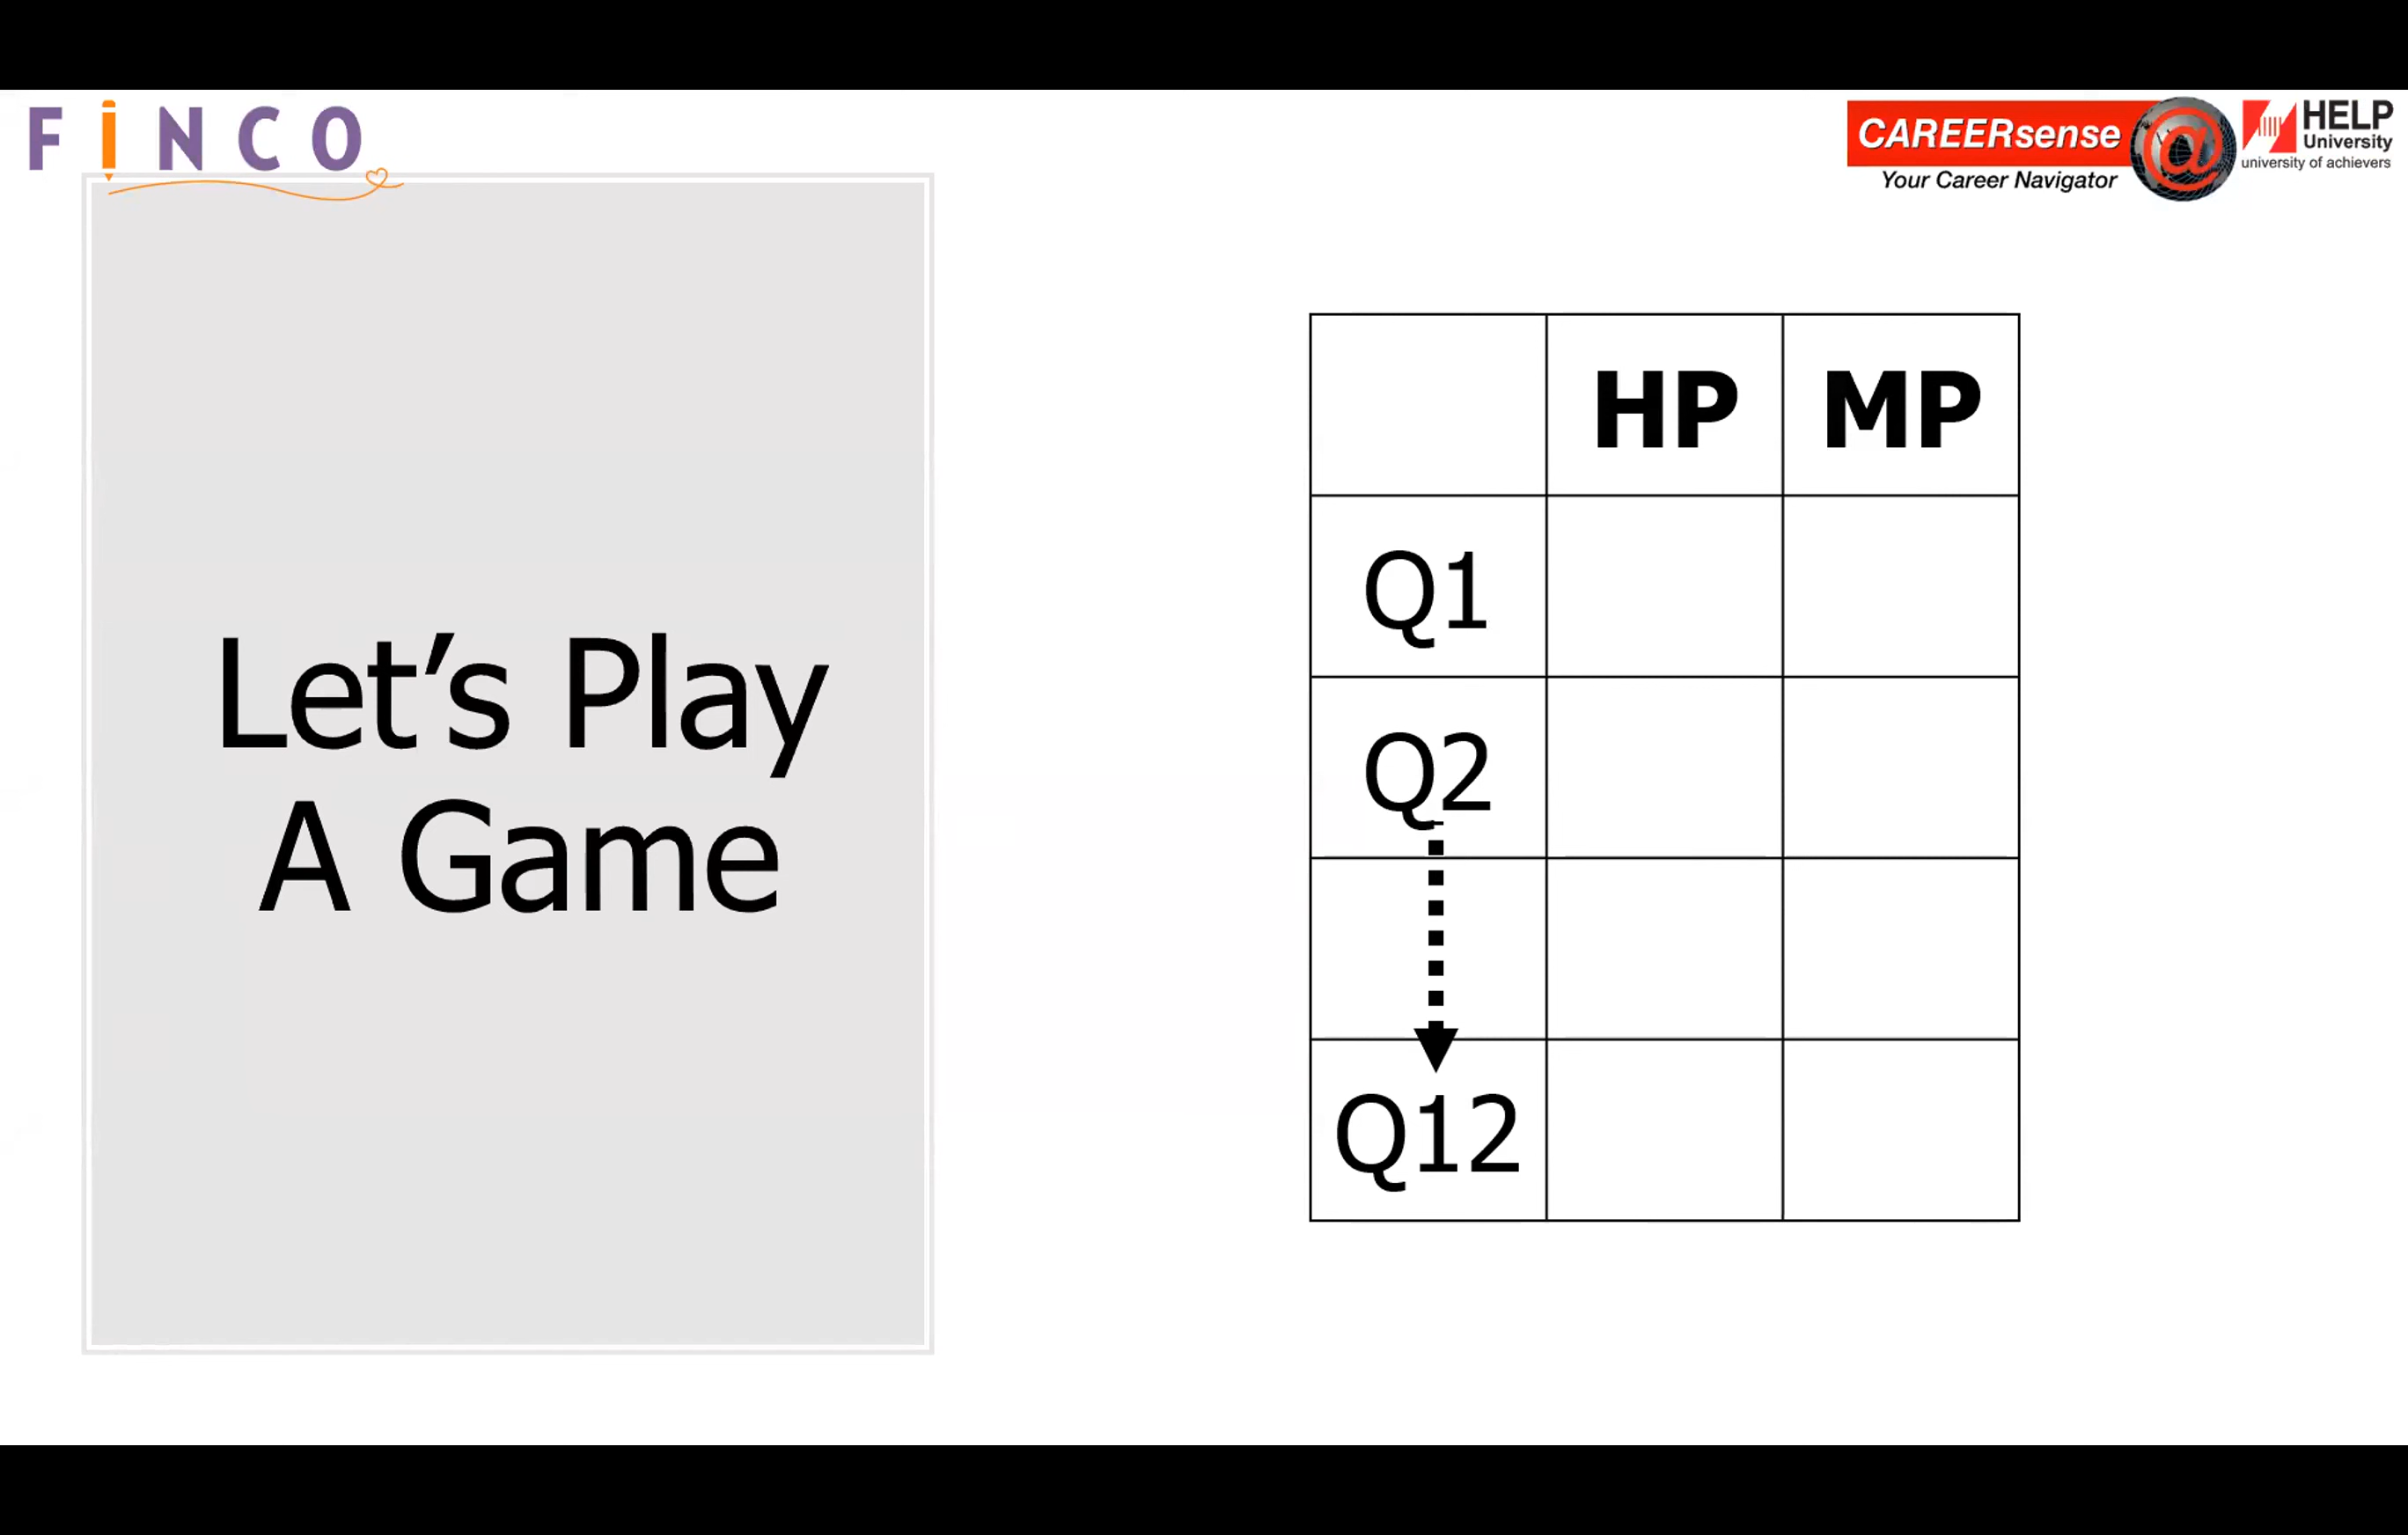 FiNCO
CAREERsense
Your Career Navigator
@
HELP
University
university of achievers
Let’s Play
A Game
HP MP
Q1
Q2
Q12